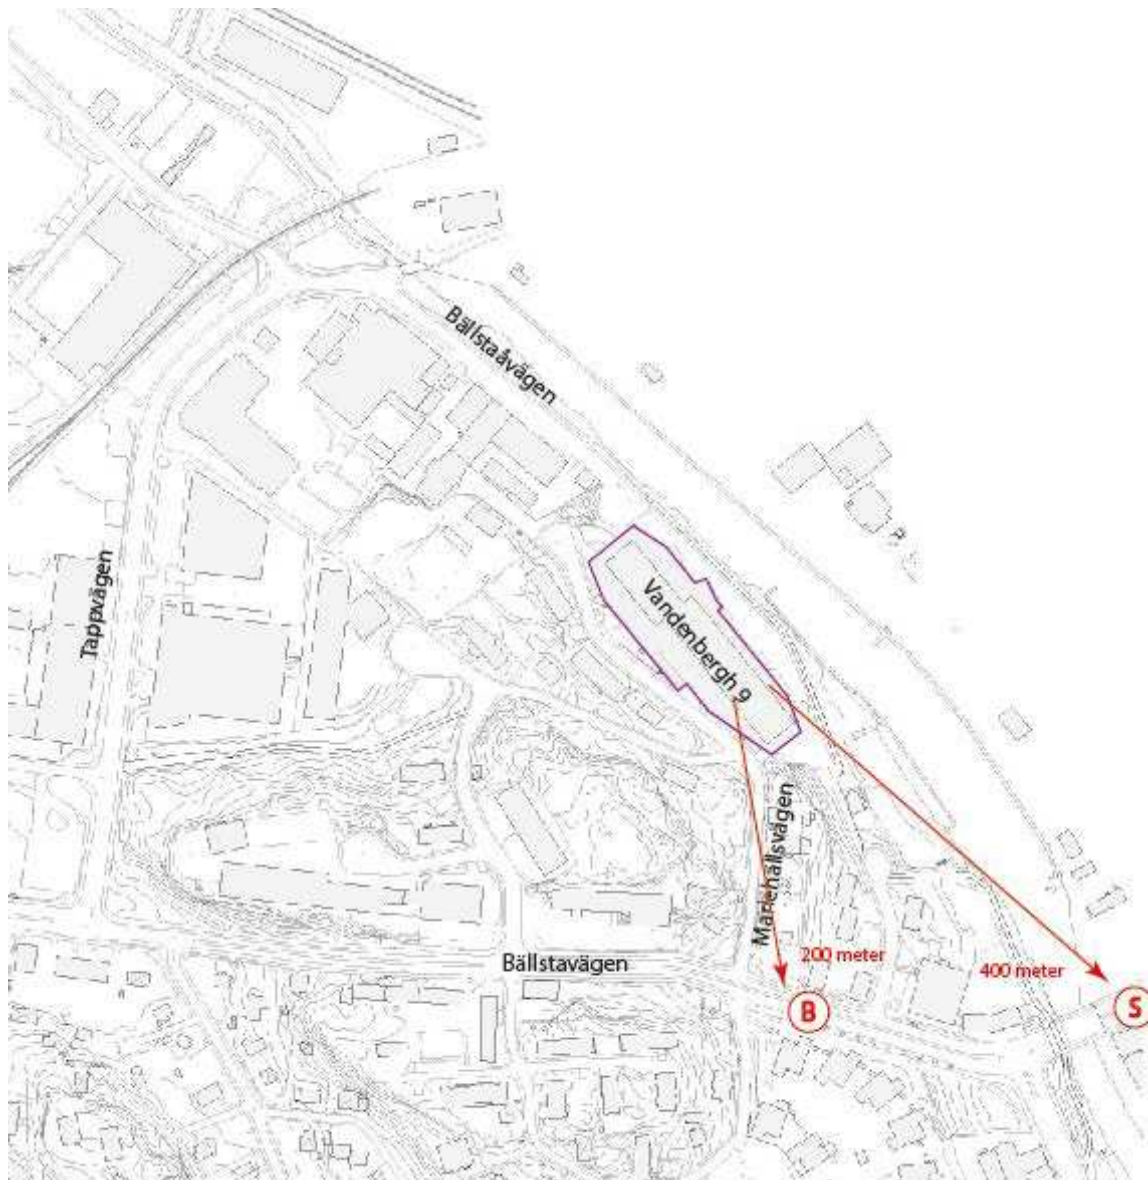 Bällstaåvägen
Tappvägen
Vandenbergh 9
Mariehällsvägen
Bällstavägen
200 meter
400 meter
B
S